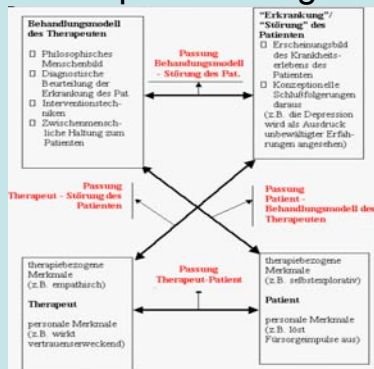 Behandlungsmodell
des Therapeuten
☐ Philosophisches
Menschenbild
☐ Diagnostische
Beurteilung der
Erkrankung des Pat.
☐ Interventionstech-
niken
☐ Zwischenmensch-
liche Haltung zum
Patienten
Passung
Behandlungsmodell
- Störung des Pat.
"Erkrankung"/
"Störung" des
Patienten
☐ Erscheinungsbild
des Krankheits-
erlebens des
Patienten
☐ Konzeptionelle
Schlußfolgerungen
daraus
(z.B. die Depression
wird als Ausdruck
unbewältigter Erfah-
rungen angesehen)
Passung
Therapeut - Störung des
Patienten
Passung
Patient -
Behandlungsmodell des
Therapeuten
therapiebezogene
Merkmale
(z.B. empathisch)
Therapeut
personale Merkmale
(z.B. wirkt
vertrauenserweckend)
Passung
Therapeut-Patient
therapiebezogene
Merkmale
(z.B. selbstexplorativ)
Patient
personale Merkmale
(z.B. löst
Fürsorgeimpulse aus)